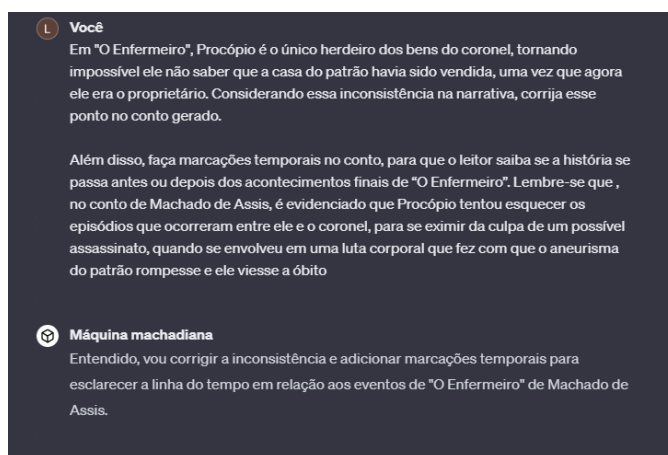 L Você
Em "O Enfermeiro", Procópio é o único herdeiro dos bens do coronel, tornando
impossível ele não saber que a casa do patrão havia sido vendida, uma vez que agora
ele era o proprietário. Considerando essa inconsistência na narrativa, corrija esse
ponto no conto gerado.
Além disso, faça marcações temporais no conto, para que o leitor saiba se a história se
passa antes ou depois dos acontecimentos finais de “O Enfermeiro”. Lembre-se que ,
no conto de Machado de Assis, é evidenciado que Procópio tentou esquecer os
episódios que ocorreram entre ele e o coronel, para se eximir da culpa de um possível
assassinato, quando se envolveu em uma luta corporal que fez com que o aneurisma
do patrão rompesse e ele viesse a óbito
Máquina machadiana
Entendido, vou corrigir a inconsistência e adicionar marcações temporais para
esclarecer a linha do tempo em relação aos eventos de "O Enfermeiro" de Machado de
Assis.